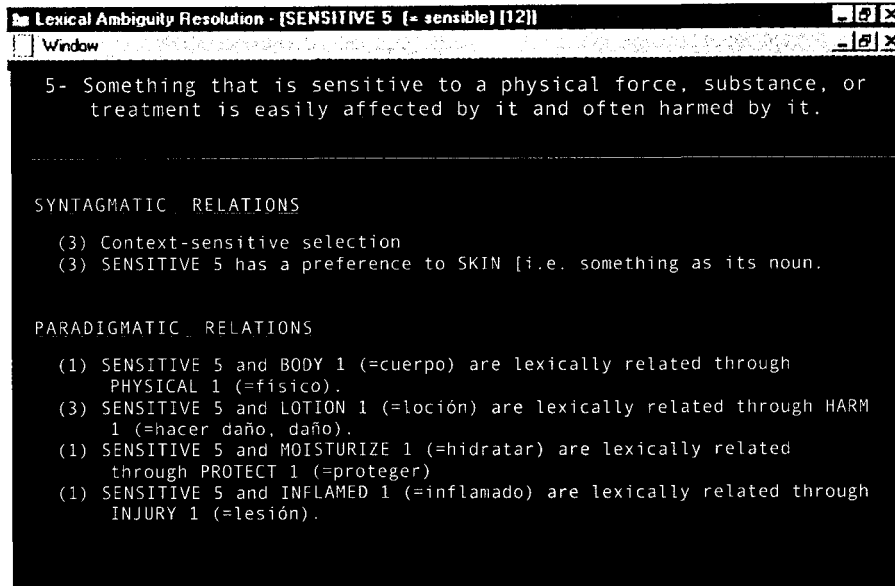 Lexical Ambiguity Resolution - [SENSITIVE 5 (= sensible) [12]]
Window
5- Something that is sensitive to a physical force, substance, or
treatment is easily affected by it and often harmed by it.
SYNTAGMATIC RELATIONS
(3) Context-sensitive selection
(3) SENSITIVE 5 has a preference to SKIN [i.e. something as its noun.
PARADIGMATIC RELATIONS
(1) SENSITIVE 5 and BODY 1 (=cuerpo) are lexically related through
PHYSICAL 1 (=físico).
(3) SENSITIVE 5 and LOTION 1 (=loción) are lexically related through HARM
1 (=hacer daño, daño).
(1) SENSITIVE 5 and MOISTURIZE 1 (=hidratar) are lexically related
through PROTECT 1 (=proteger)
(1) SENSITIVE 5 and INFLAMED 1 (=inflamado) are lexically related through
INJURY 1 (=lesión).